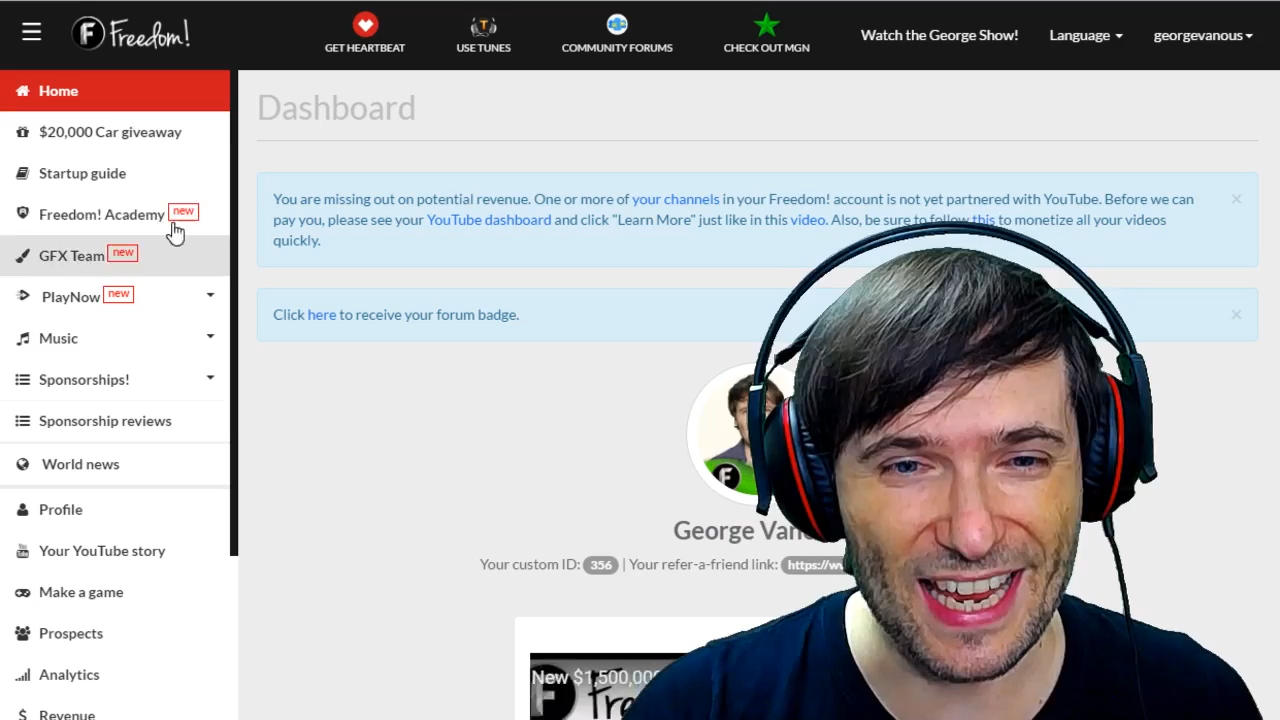 Freedom!
GET HEARTBEAT
USE TUNES
COMMUNITY FORUMS
CHECK OUT MGN
Watch the George Show!
Language
georgevanous
Home
$20,000 Car giveaway
Startup guide
Freedom! Academy new
GFX Team new
PlayNow new
Music
Sponsorships!
Sponsorship reviews
World news
Profile
Your YouTube story
Make a game
Prospects
Analytics
Revenue
Dashboard
You are missing out on potential revenue. One or more of your channels in your Freedom! account is not yet partnered with YouTube. Before we
pay you, please see your YouTube dashboard and click "Learn More" just like in this video. Also, be sure to follow this to monetize all your videos
quickly.
Click here to receive your forum badge.
George
Your custom ID: 356 | Your refer-a-friend link:
New $1,500,000